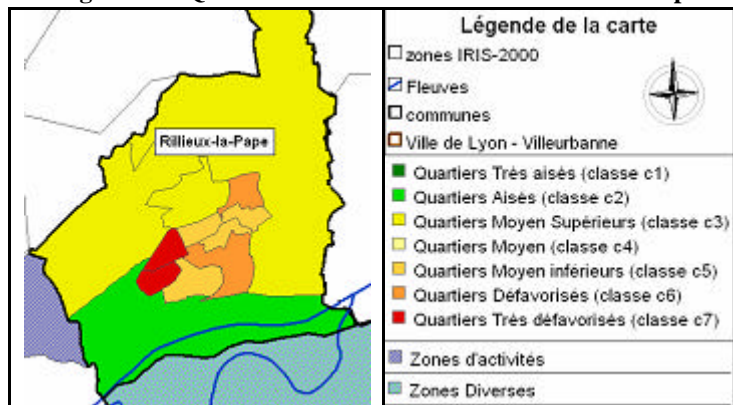 Rillieux-la-Pape
Légende de la carte
zones IRIS-2000
Fleuves
communes
Ville de Lyon - Villeurbanne
Quartiers Très aisés (classe c1)
Quartiers Aisés (classe c2)
Quartiers Moyen Supérieurs (classe c3)
Quartiers Moyen (classe c4)
Quartiers Moyen inférieurs (classe c5)
Quartiers Défavorisés (classe c6)
Quartiers Très défavorisés (classe c7)
Zones d'activités
Zones Diverses